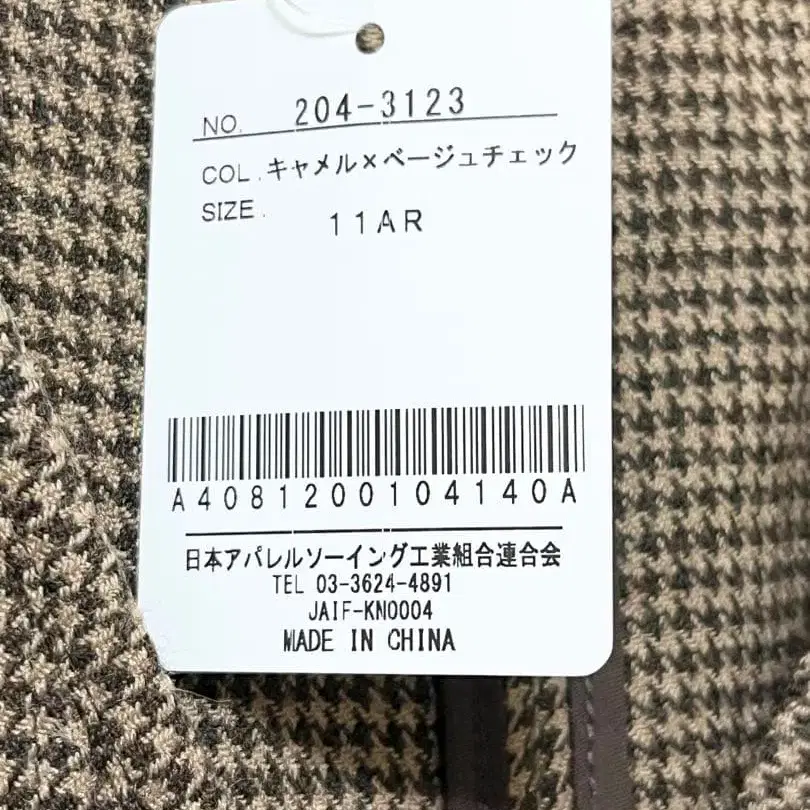 NO. 204-3123
COL. キャメル×ベージュチェック
SIZE. 11AR
A4081200104140A
日本アパレルソーイング工業組合連合会
TEL 03-3624-4891
JAIF-KN0004
MADE IN CHINA